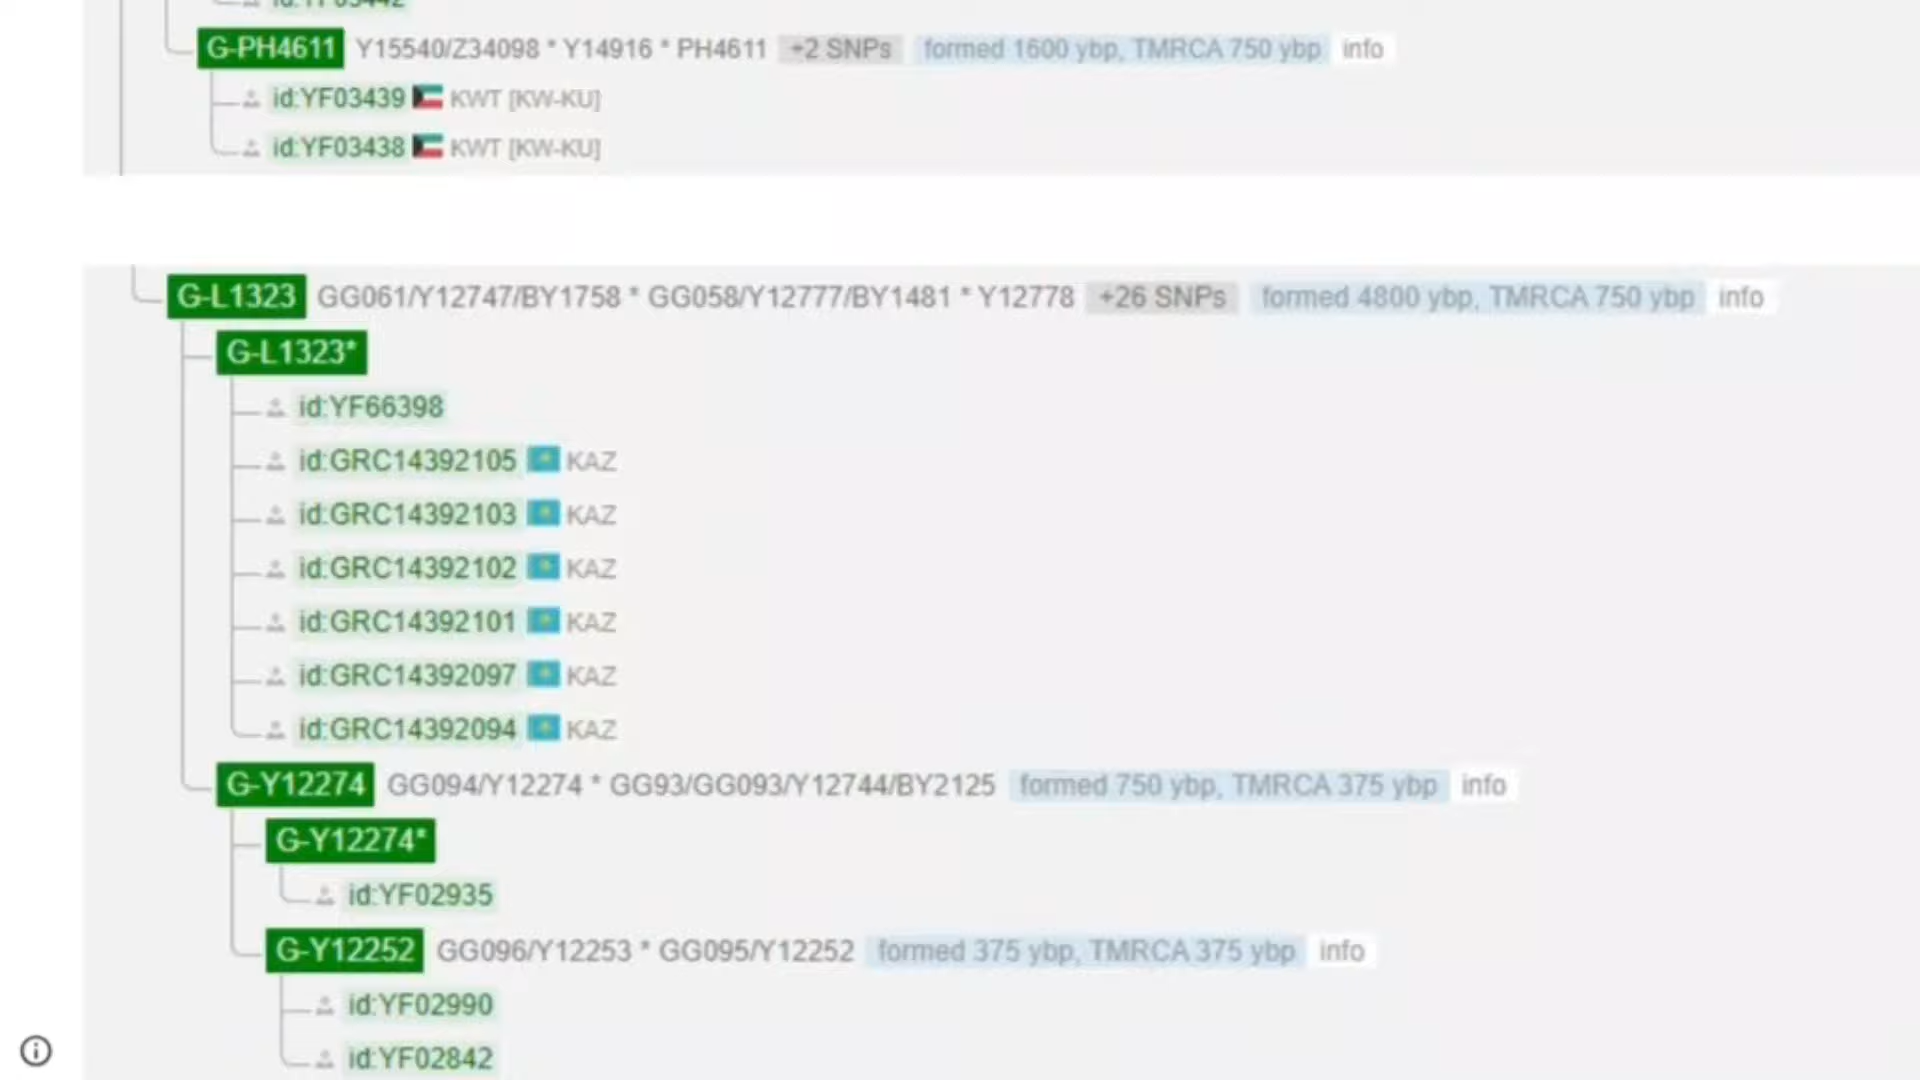 id:YF03442
G-PH4611 Y15540/Z34098 * Y14916 * PH4611 +2 SNPs formed 1600 ybp, TMRCA 750 ybp info
id:YF03439 KWT [KW-KU]
id:YF03438 KWT [KW-KU]
G-L1323 GG061/Y12747/BY1758 * GG058/Y12777/BY1481 * Y12778 +26 SNPs formed 4800 ybp, TMRCA 750 ybp info
G-L1323*
id:YF66398
id:GRC14392105 KAZ
id:GRC14392103 KAZ
id:GRC14392102 KAZ
id:GRC14392101 KAZ
id:GRC14392097 KAZ
id:GRC14392094 KAZ
G-Y12274 GG094/Y12274 * GG93/GG093/Y12744/BY2125 formed 750 ybp, TMRCA 375 ybp info
G-Y12274*
id:YF02935
G-Y12252 GG096/Y12253 * GG095/Y12252 formed 375 ybp, TMRCA 375 ybp info
id:YF02990
id:YF02842